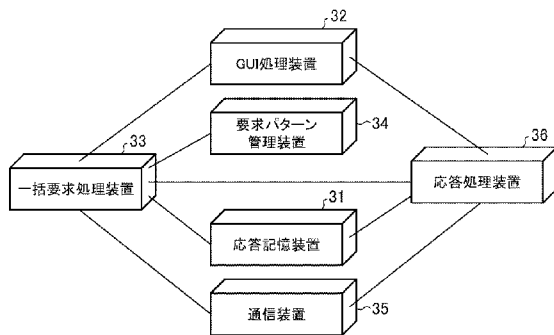 32
GUI処理装置
33
要求パターン
管理装置
34
36
一括要求処理装置
応答処理装置
31
応答記憶装置
通信装置
35